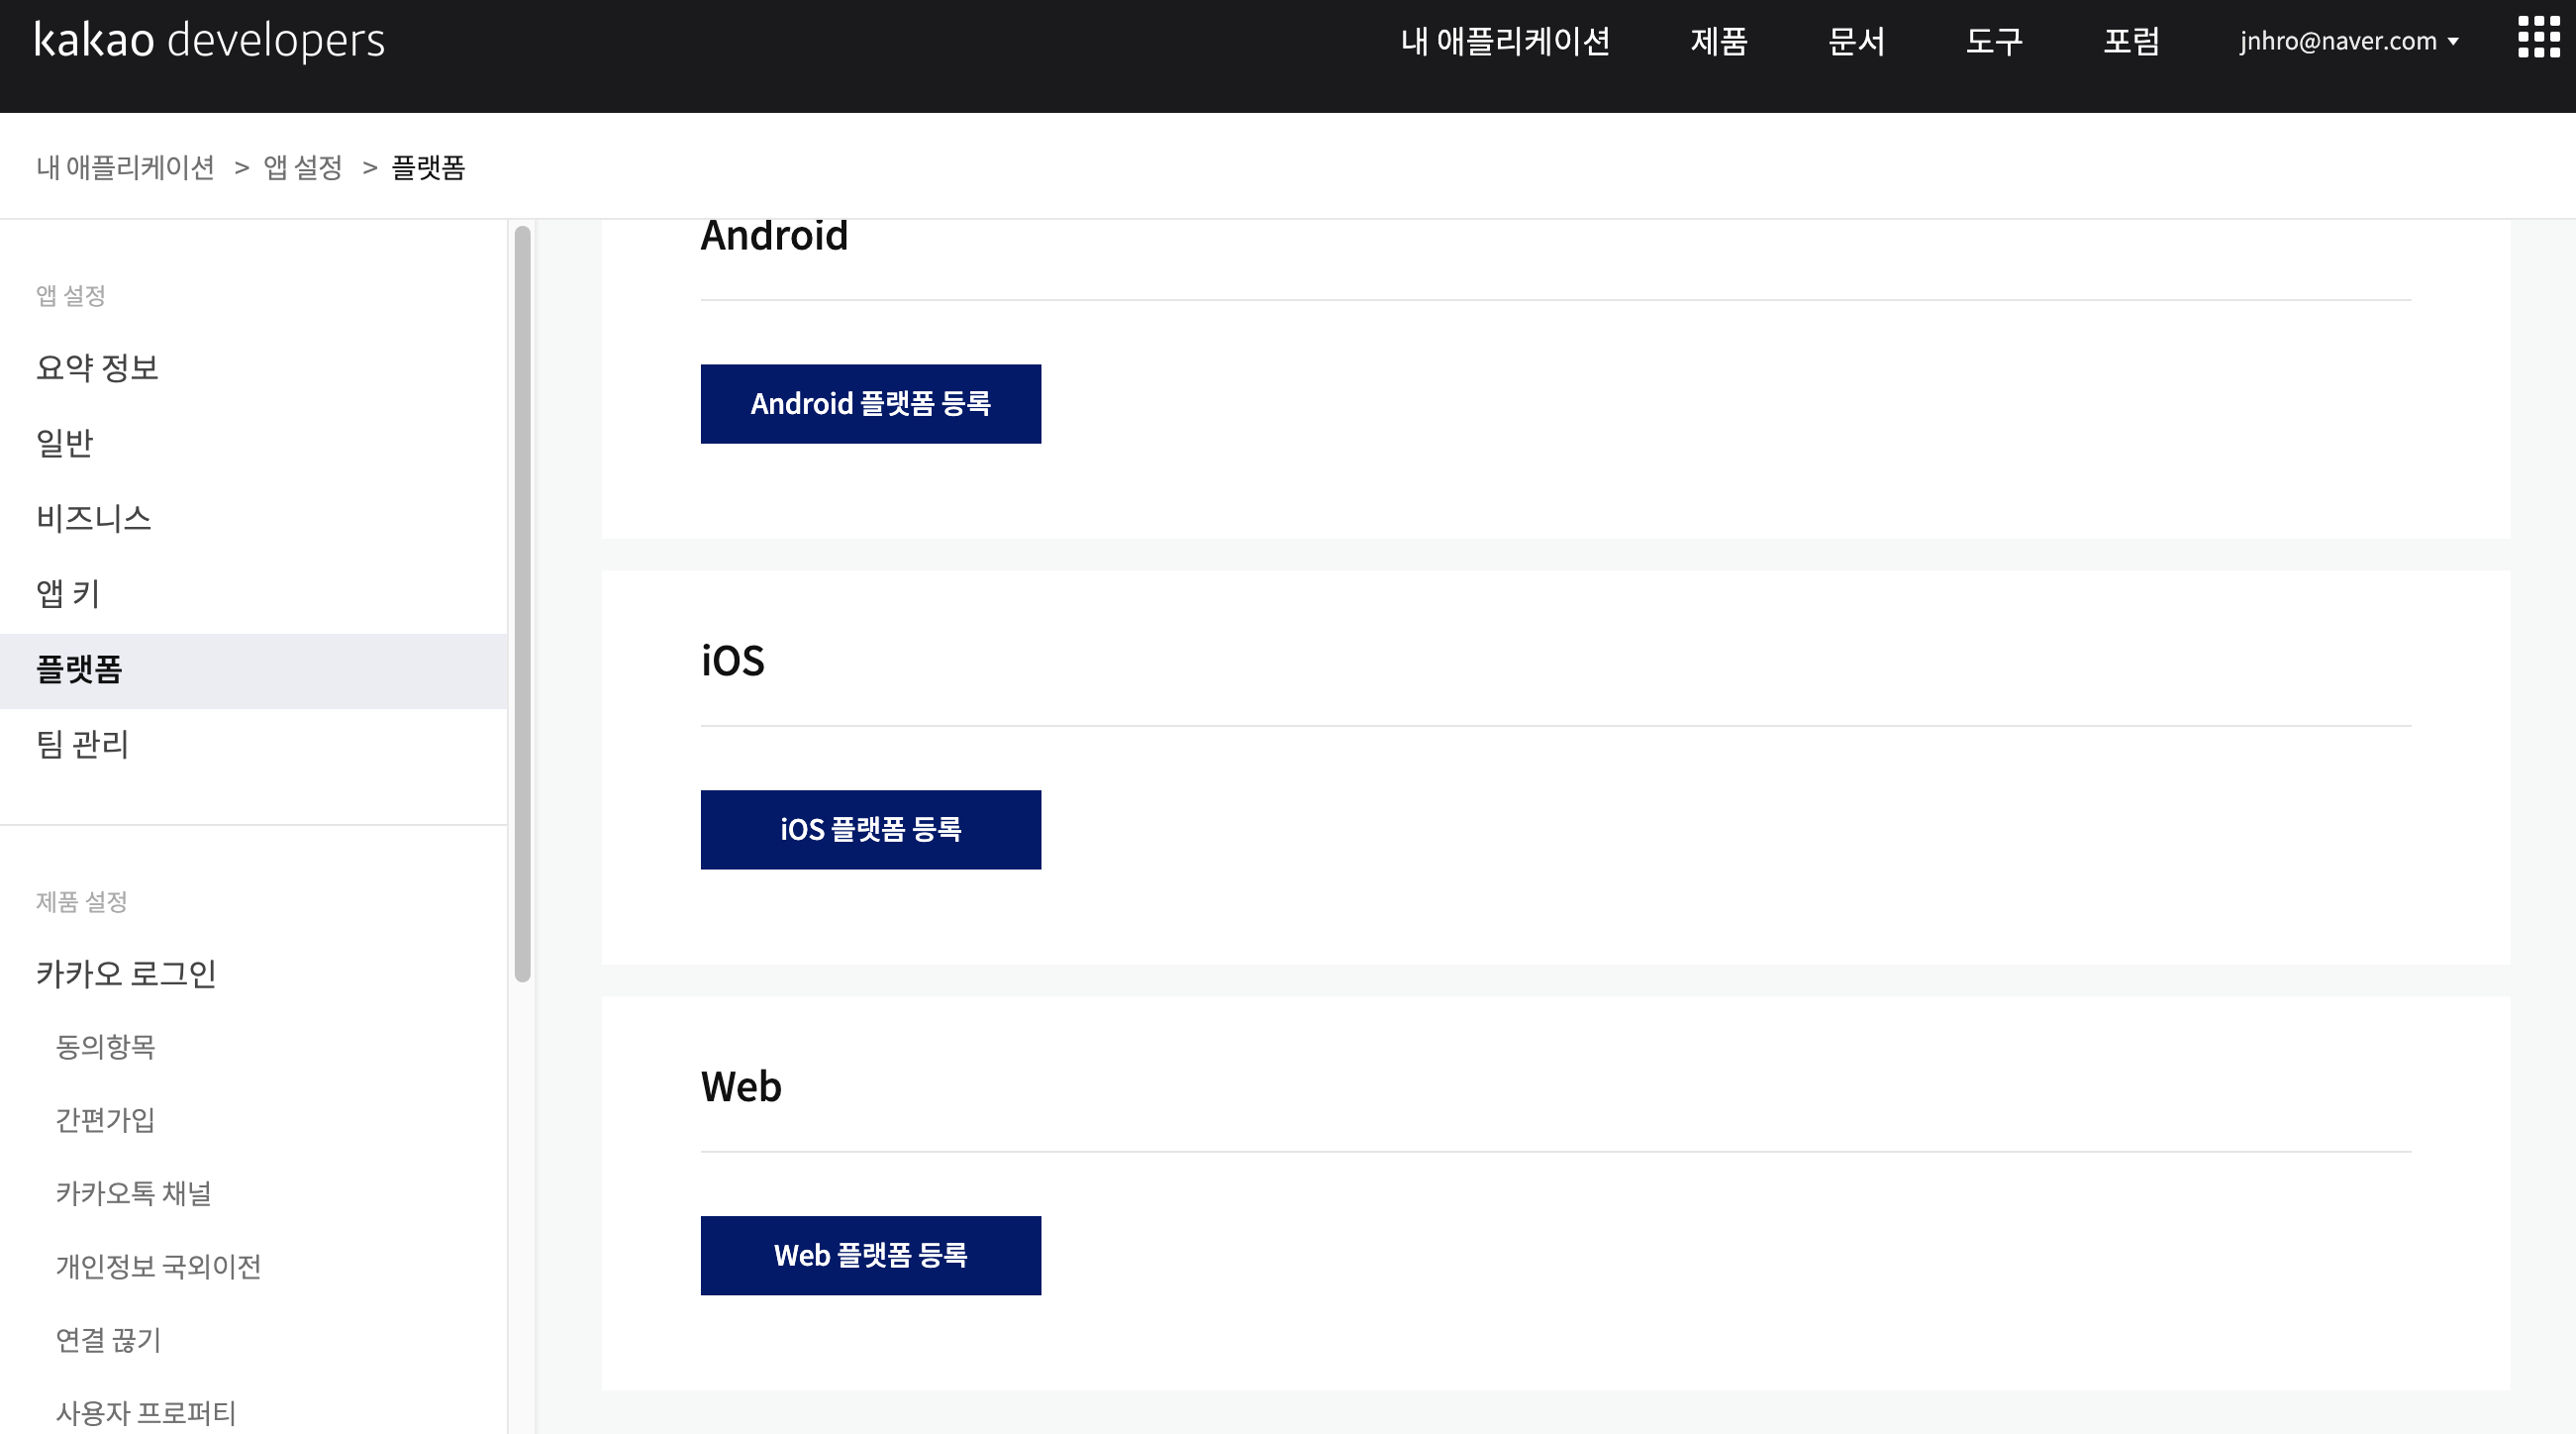 kakao developers
내 애플리케이션 제품 문서 도구 포럼 jnhro@naver.com
내 애플리케이션 > 앱 설정 > 플랫폼
앱 설정
요약 정보
일반
비즈니스
앱 키
플랫폼
팀 관리
제품 설정
카카오 로그인
동의항목
간편가입
카카오톡 채널
개인정보 국외이전
연결 끊기
사용자 프로퍼티
Android
Android 플랫폼 등록
iOS
iOS 플랫폼 등록
Web
Web 플랫폼 등록